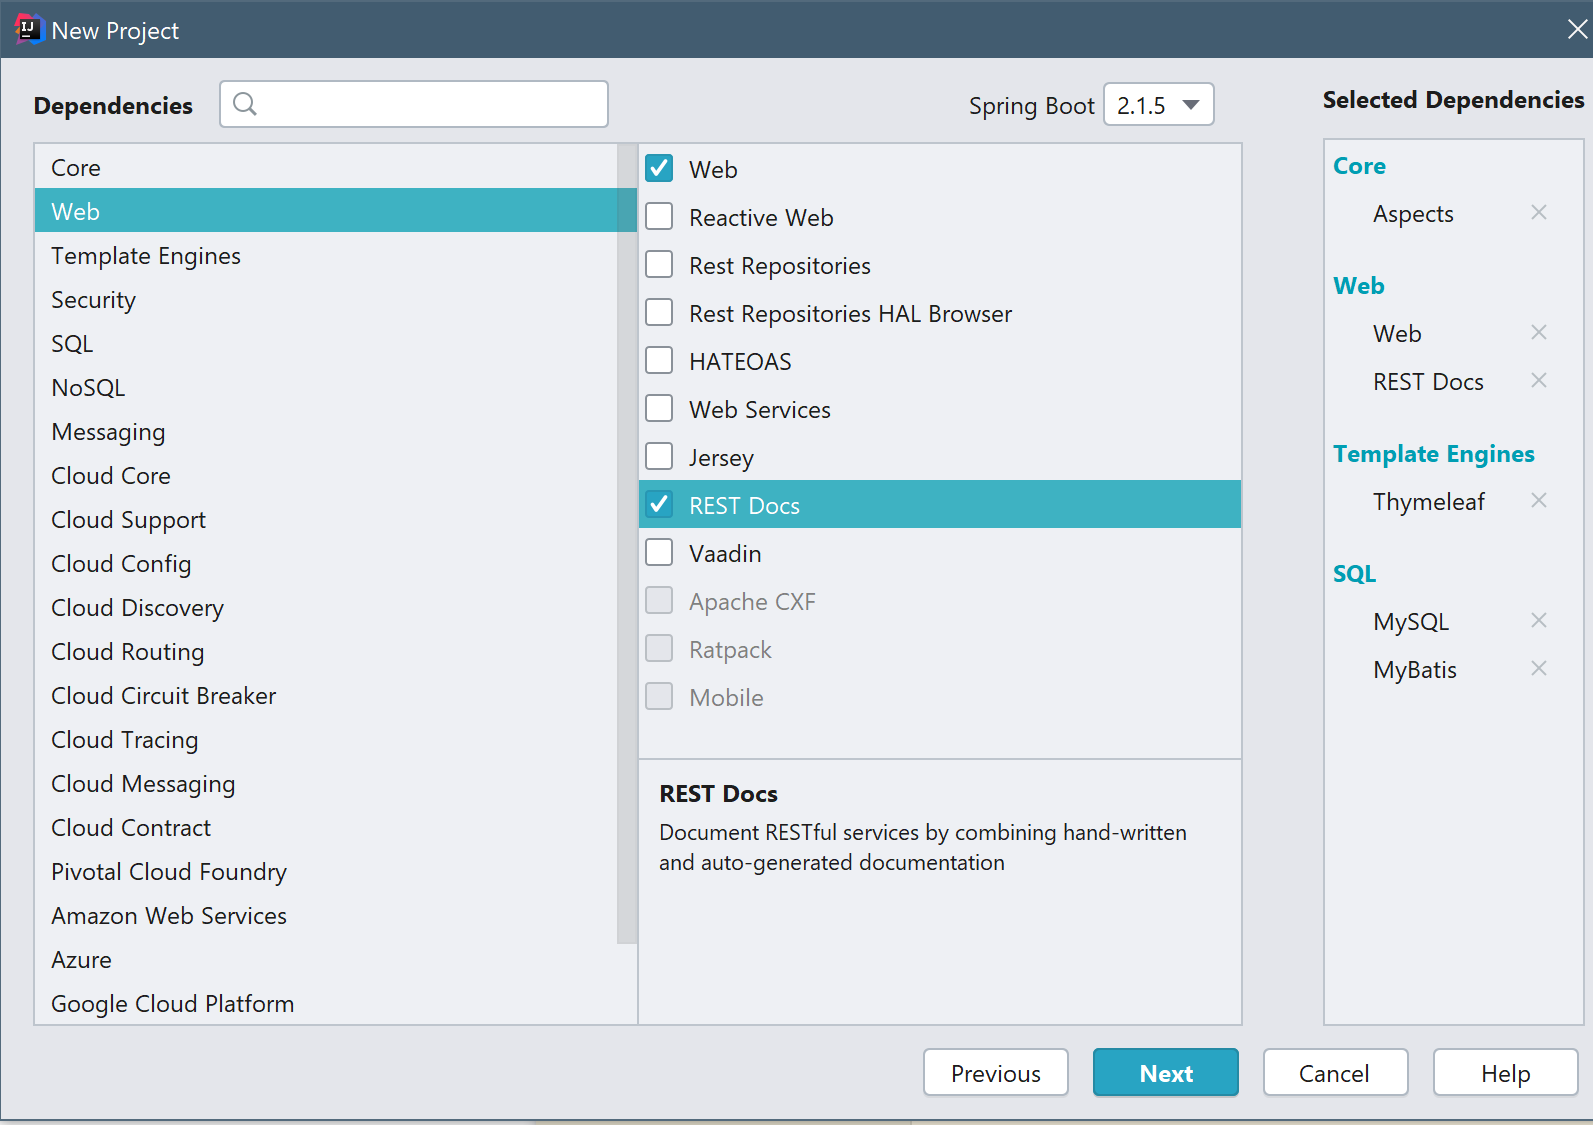 IJ
New Project
Dependencies
Spring Boot 2.1.5
Selected Dependencies
Core
Web
Template Engines
Security
SQL
NoSQL
Messaging
Cloud Core
Cloud Support
Cloud Config
Cloud Discovery
Cloud Routing
Cloud Circuit Breaker
Cloud Tracing
Cloud Messaging
Cloud Contract
Pivotal Cloud Foundry
Amazon Web Services
Azure
Google Cloud Platform
Web
Reactive Web
Rest Repositories
Rest Repositories HAL Browser
HATEOAS
Web Services
Jersey
REST Docs
Vaadin
Apache CXF
Ratpack
Mobile
REST Docs
Document RESTful services by combining hand-written
and auto-generated documentation
Core
Aspects
Web
Web
REST Docs
Template Engines
Thymeleaf
SQL
MySQL
MyBatis
Previous
Next
Cancel
Help